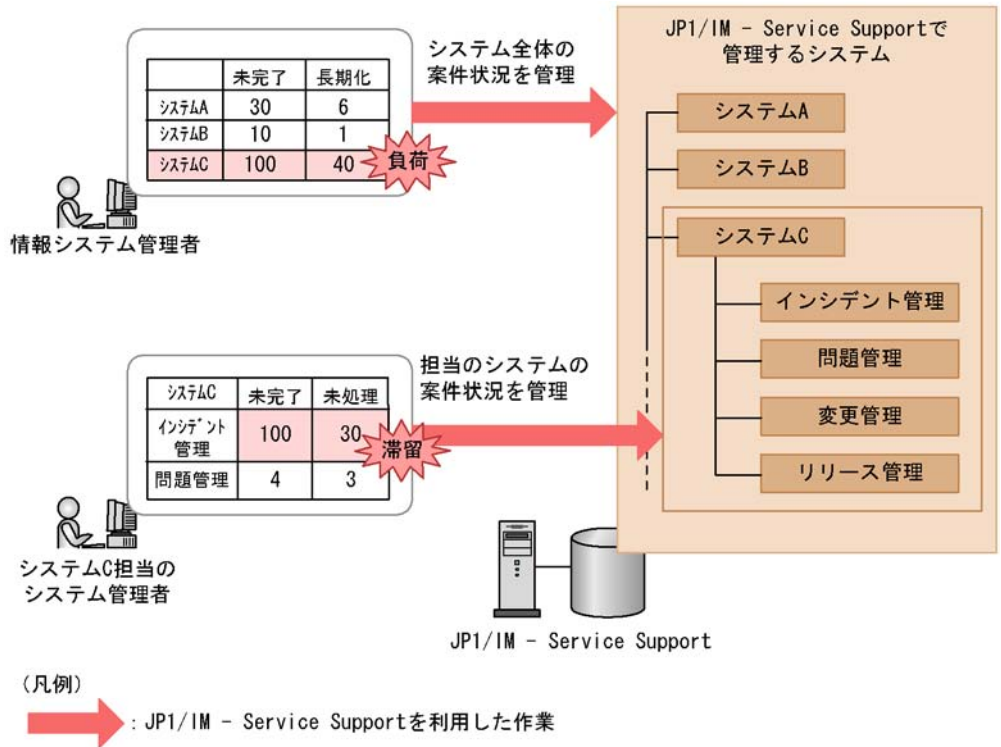 未完了 長期化
ｼｽﾃﾑA 30 6
ｼｽﾃﾑB 10 1
ｼｽﾃﾑC 100 40
負荷
情報システム管理者
システム全体の
案件状況を管理
JP1/IM - Service Supportで
管理するシステム
システムA
システムB
システムC
インシデント管理
問題管理
変更管理
リリース管理
ｼｽﾃﾑC 未完了 未処理
ｲﾝｼﾃﾞﾝﾄ
管理 100 30
問題管理 4 3
滞留
システムC担当の
システム管理者
担当のシステムの
案件状況を管理
JP1/IM - Service Support
(凡例)
: JP1/IM - Service Supportを利用した作業